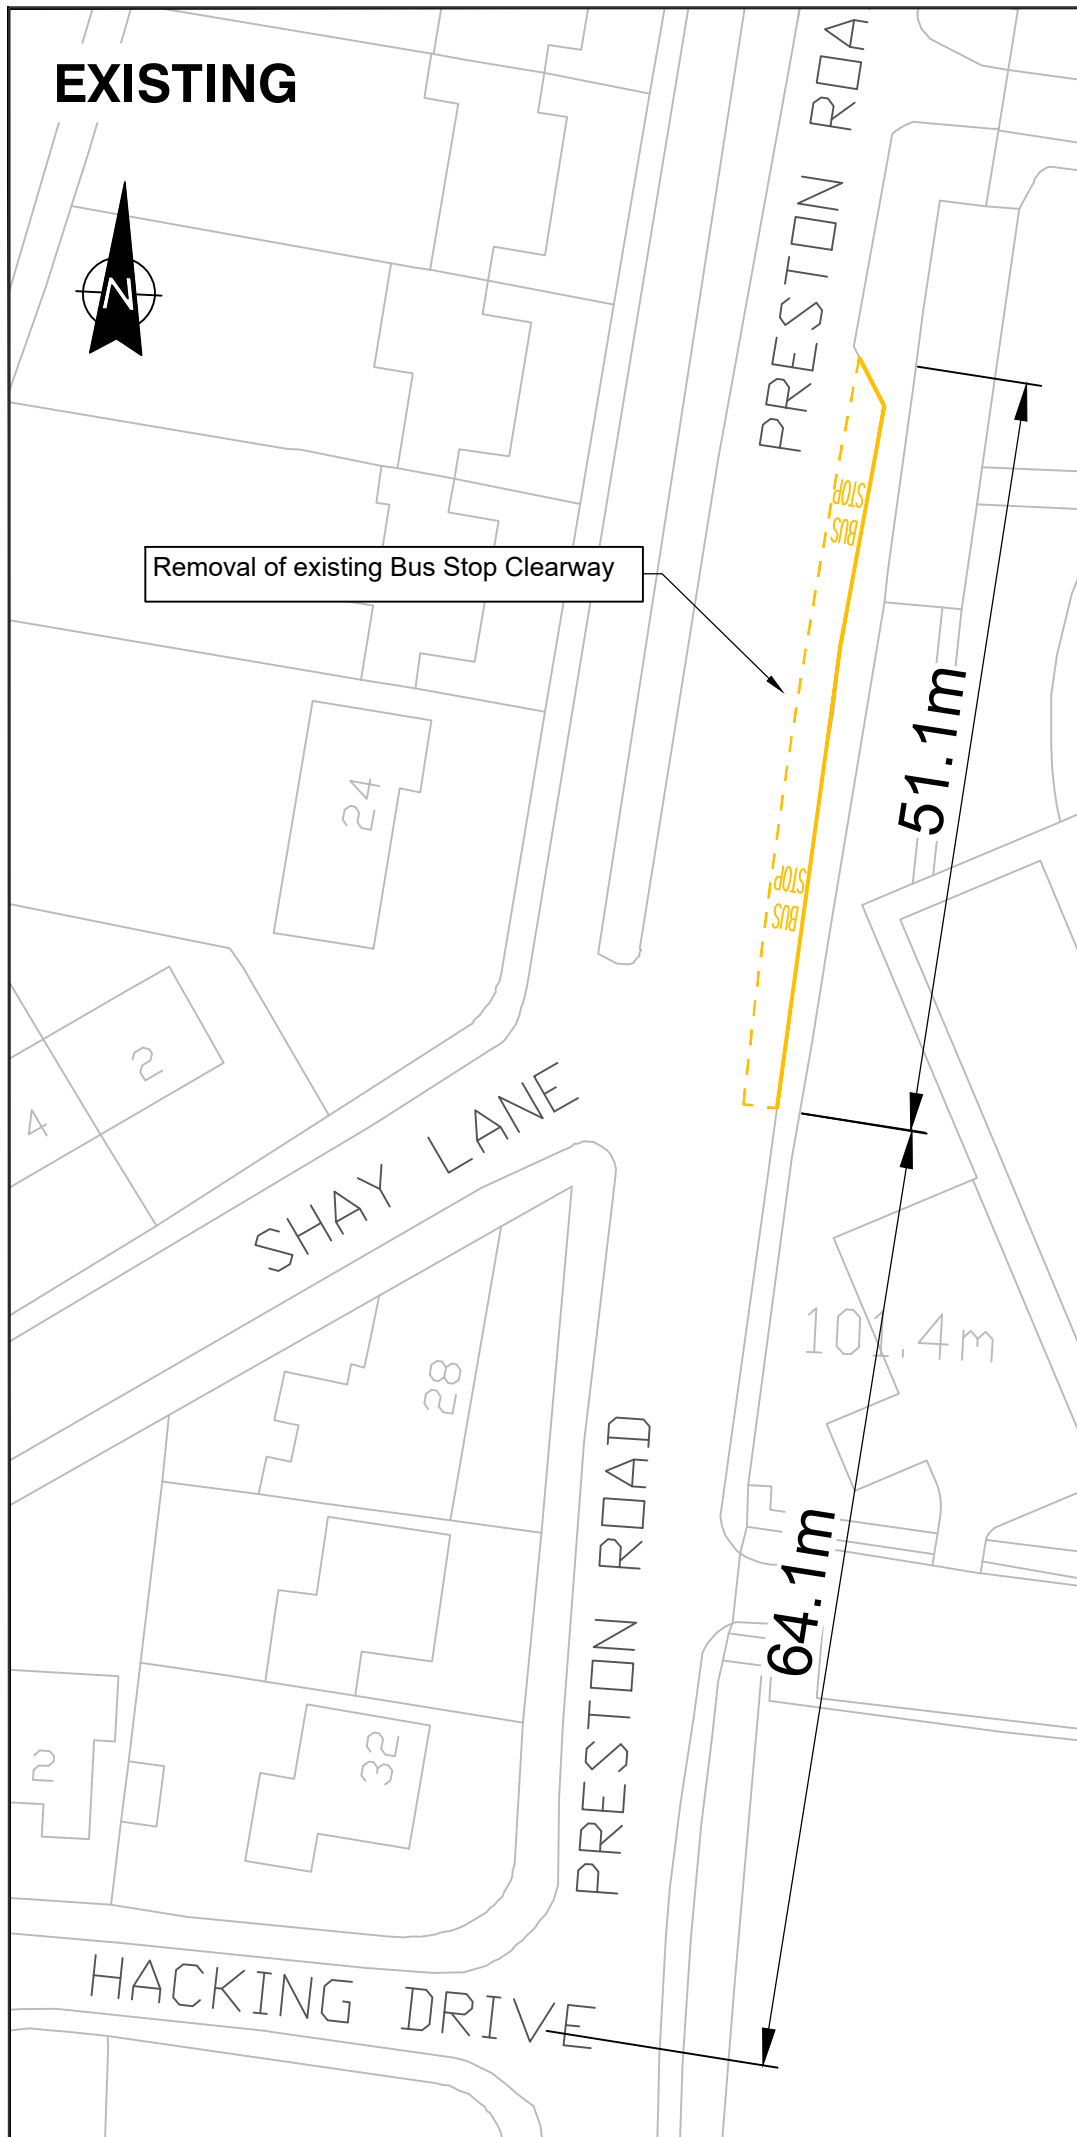 EXISTING
PRESTON ROA
N
STOP
BUS
Removal of existing Bus Stop Clearway
51.1m
24
STOP
BUS
2
4
SHAY LANE
101.4m
28
PRESTON ROAD
64.1m
32
2
HACKING DRIVE